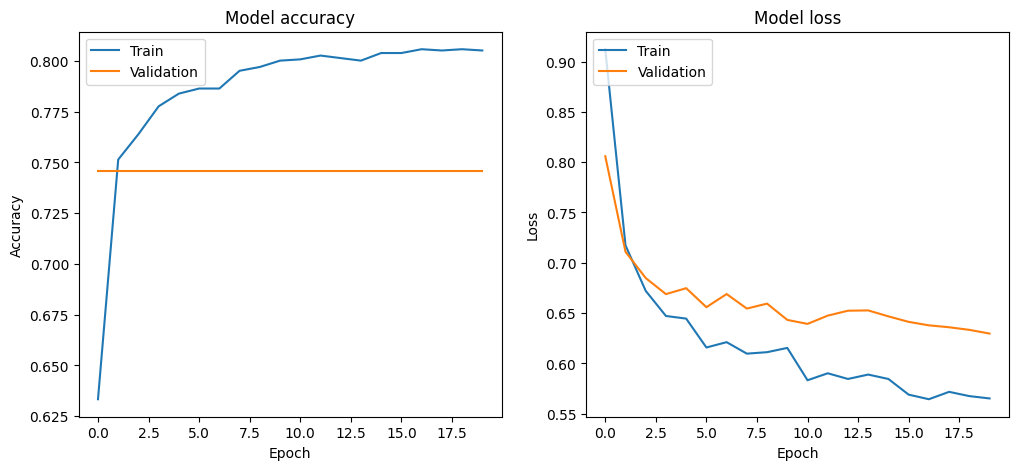 Model accuracy
Train
Validation
0.800
0.775
0.750
0.725
0.700
0.675
0.650
0.625
Accuracy
0.0 2.5 5.0 7.5 10.0 12.5 15.0 17.5
Epoch
Model loss
Train
Validation
0.90
0.85
0.80
0.75
0.70
0.65
0.60
0.55
Loss
0.0 2.5 5.0 7.5 10.0 12.5 15.0 17.5
Epoch